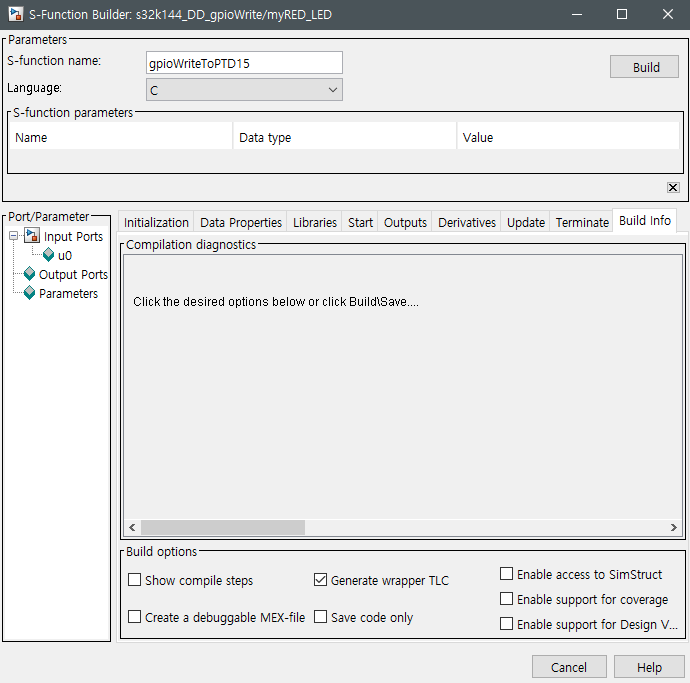 S-Function Builder: s32k144_DD_gpioWrite/myRED_LED
Parameters
S-function name:
gpioWriteToPTD15
Build
Language:
C
S-function parameters
Name
Data type
Value
Port/Parameter
Input Ports
u0
Output Ports
Parameters
Initialization
Data Properties
Libraries
Start
Outputs
Derivatives
Update
Terminate
Build Info
Compilation diagnostics
Click the desired options below or click Build\Save....
Build options
Show compile steps
Generate wrapper TLC
Enable access to SimStruct
Enable support for coverage
Create a debuggable MEX-file
Save code only
Enable support for Design V...
Cancel
Help